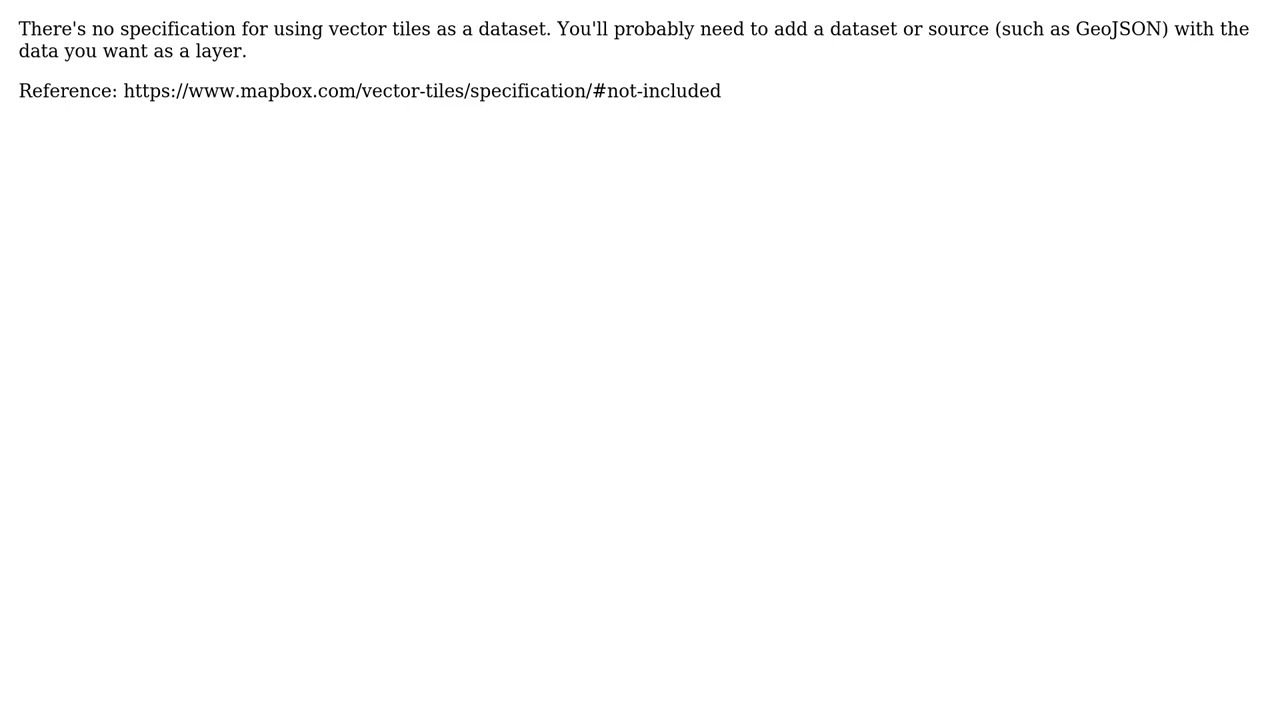 There's no specification for using vector tiles as a dataset. You'll probably need to add a dataset or source (such as GeoJSON) with the
data you want as a layer.
Reference: https://www.mapbox.com/vector-tiles/specification/#not-included